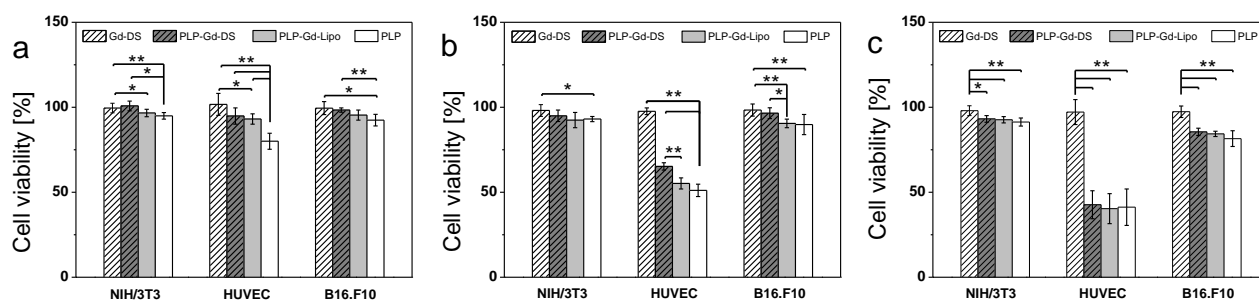 a
Cell viability [%]
150
100
50
0
Gd-DS PLP-Gd-DS PLP-Gd-Lipo PLP
** * *
** *
** *
NIH/3T3 HUVEC B16.F10
b
Cell viability [%]
150
100
50
0
Gd-DS PLP-Gd-DS PLP-Gd-Lipo PLP
*
** **
** ** *
NIH/3T3 HUVEC B16.F10
c
Cell viability [%]
150
100
50
0
Gd-DS PLP-Gd-DS PLP-Gd-Lipo PLP
** *
**
**
NIH/3T3 HUVEC B16.F10